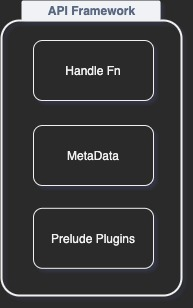 API Framework
Handle Fn
MetaData
Prelude Plugins